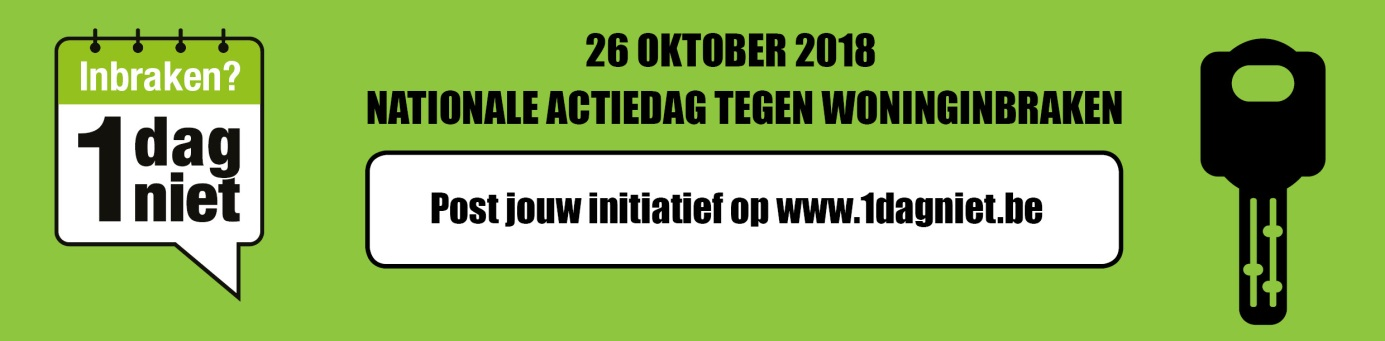 Inbraken?
1 dag
niet
26 OKTOBER 2018
NATIONALE ACTIEDAG TEGEN WONINGINBRAKEN
Post jouw initiatief op www.1dagniet.be